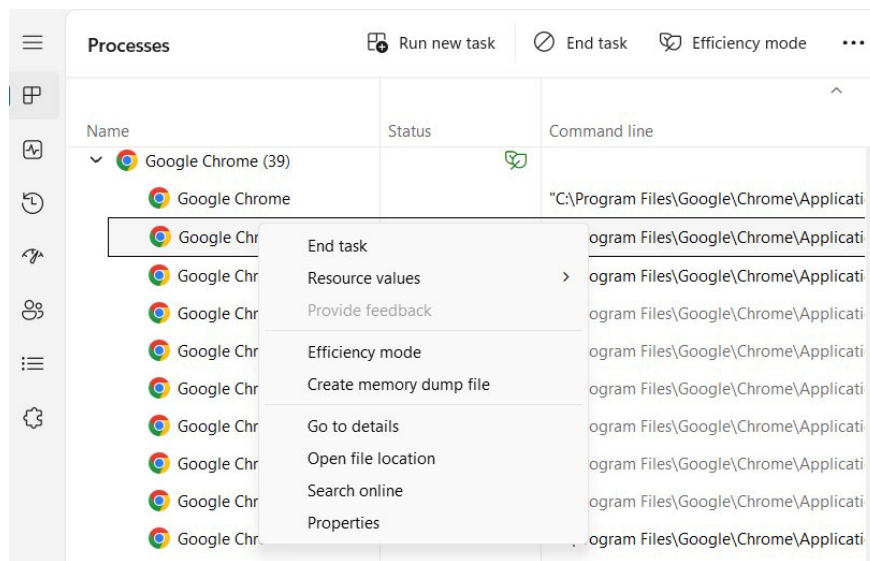 Processes
Run new task
End task
Efficiency mode
Name
Status
Command line
Google Chrome (39)
Google Chrome
"C:\Program Files\Google\Chrome\Applicati
Google Chr
ogram Files\Google\Chrome\Applicati
Google Chr
ogram Files\Google\Chrome\Applicati
Google Chr
ogram Files\Google\Chrome\Applicati
Google Chr
ogram Files\Google\Chrome\Applicati
Google Chr
ogram Files\Google\Chrome\Applicati
Google Chr
ogram Files\Google\Chrome\Applicati
Google Chr
ogram Files\Google\Chrome\Applicati
Google Chr
ogram Files\Google\Chrome\Applicati
Google Chr
ogram Files\Google\Chrome\Applicati
End task
Resource values
Provide feedback
Efficiency mode
Create memory dump file
Go to details
Open file location
Search online
Properties